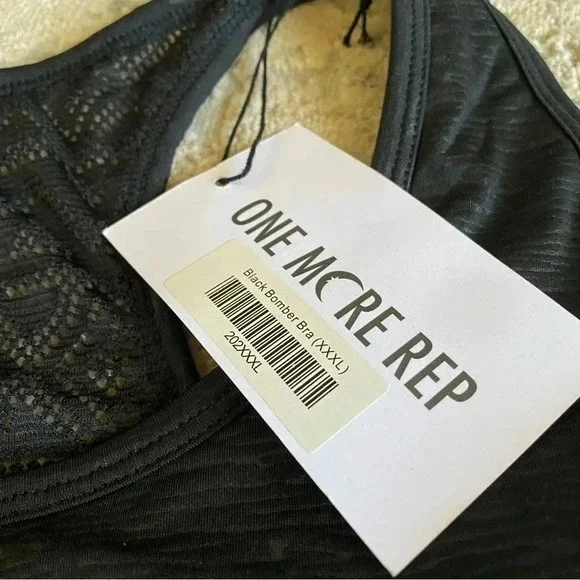 ONE MORE REP
Black Bomber Bra (XXXL)
202XXXL